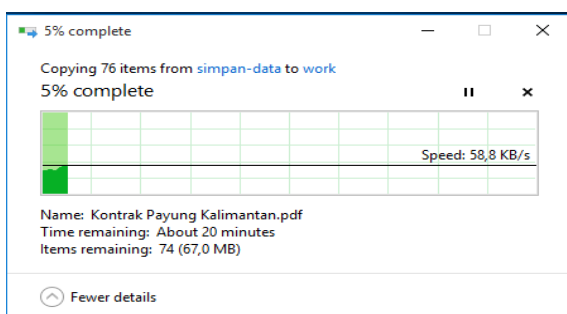 5% complete
Copying 76 items from simpan-data to work
5% complete
Speed: 58,8 KB/s
Name: Kontrak Payung Kalimantan.pdf
Time remaining: About 20 minutes
Items remaining: 74 (67,0 MB)
Fewer details